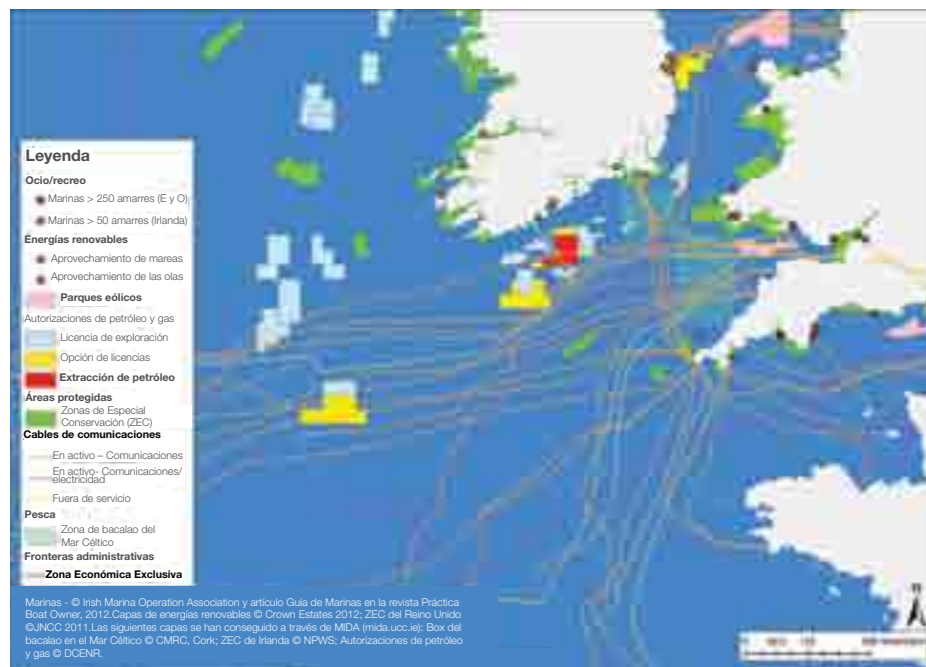 Leyenda
Ocio/recreo
Marinas > 250 amarres (E y O)
Marinas > 50 amarres (Irlanda)
Energías renovables
Aprovechamiento de mareas
Aprovechamiento de las olas
Parques eólicos
Autorizaciones de petróleo y gas
Licencia de exploración
Opción de licencias
Extracción de petróleo
Áreas protegidas
Zonas de Especial
Conservación (ZEC)
Cables de comunicaciones
En activo – Comunicaciones
En activo- Comunicaciones/
electricidad
Fuera de servicio
Pesca
Zona de bacalao del
Mar Céltico
Fronteras administrativas
Zona Económica Exclusiva
Marinas - © Irish Marina Operation Association y artículo Guía de Marinas en la revista Práctica
Boat Owner, 2012.Capas de energías renovables © Crown Estates 2012; ZEC del Reino Unido
©JNCC 2011.Las siguientes capas se han conseguido a través de MIDA (mida.ucc.ie): Box del
bacalao en el Mar Céltico © CMRC, Cork; ZEC de Irlanda © NPWS; Autorizaciones de petróleo
y gas © DCENR.